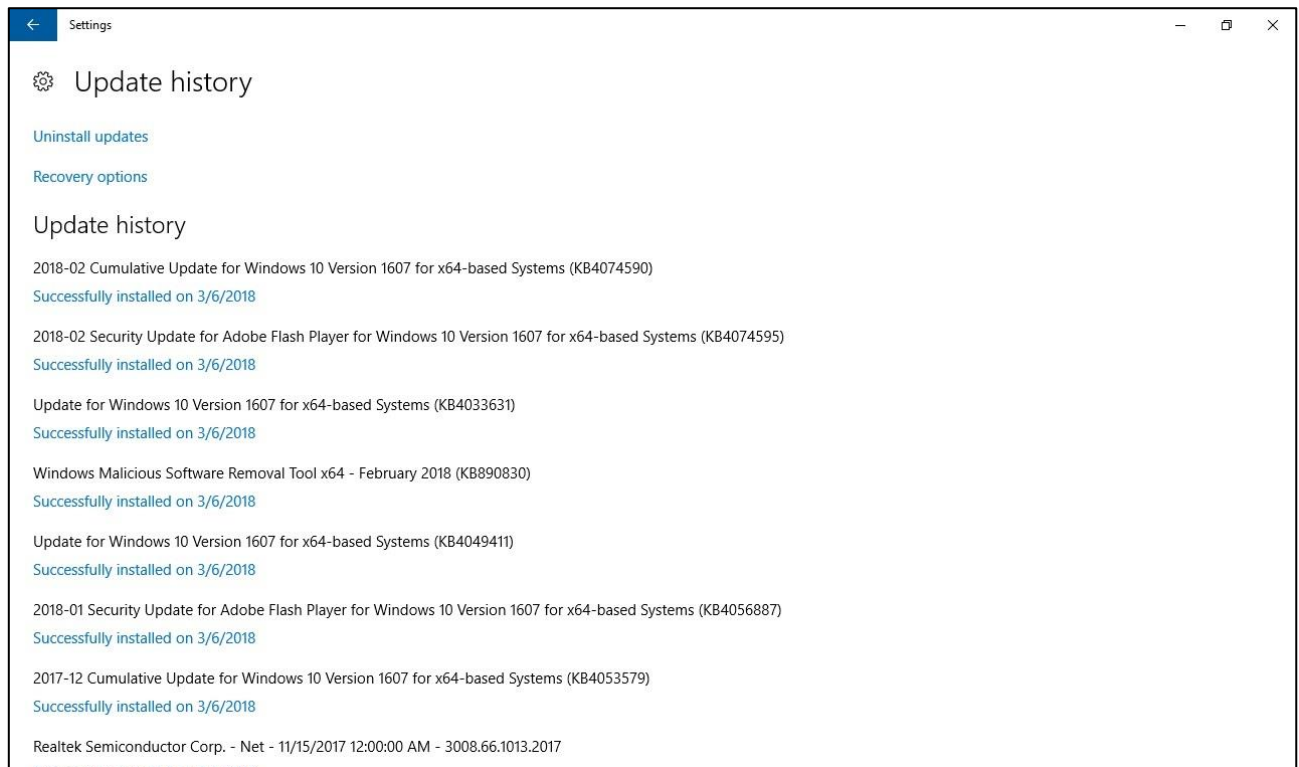 Settings
Update history
Uninstall updates
Recovery options
Update history
2018-02 Cumulative Update for Windows 10 Version 1607 for x64-based Systems (KB4074590)
Successfully installed on 3/6/2018
2018-02 Security Update for Adobe Flash Player for Windows 10 Version 1607 for x64-based Systems (KB4074595)
Successfully installed on 3/6/2018
Update for Windows 10 Version 1607 for x64-based Systems (KB4033631)
Successfully installed on 3/6/2018
Windows Malicious Software Removal Tool x64 - February 2018 (KB890830)
Successfully installed on 3/6/2018
Update for Windows 10 Version 1607 for x64-based Systems (KB4049411)
Successfully installed on 3/6/2018
2018-01 Security Update for Adobe Flash Player for Windows 10 Version 1607 for x64-based Systems (KB4056887)
Successfully installed on 3/6/2018
2017-12 Cumulative Update for Windows 10 Version 1607 for x64-based Systems (KB4053579)
Successfully installed on 3/6/2018
Realtek Semiconductor Corp. - Net - 11/15/2017 12:00:00 AM - 3008.66.1013.2017